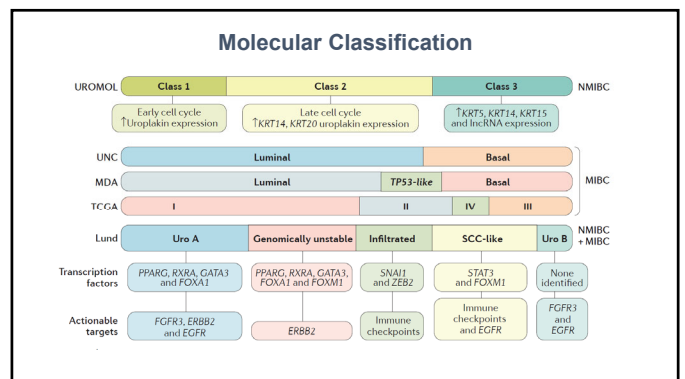 Molecular Classification
UROMOL Class 1 Class 2 Class 3 NMIBC
Early cell cycle
↑Uroplakin expression
Late cell cycle
↑KRT14, KRT20 uroplakin expression
↑KRT5, KRT14, KRT15
and lncRNA expression
UNC Luminal Basal
MDA Luminal TP53-like Basal
MIBC
TCGA I II IV III
Lund Uro A Genomically unstable Infiltrated SCC-like Uro B
NMIBC
+ MIBC
Transcription
factors
PPARG, RXRA, GATA3
and FOXA1
PPARG, RXRA, GATA3,
FOXA1 and FOXM1
SNAI1
and ZEB2
STAT3
and FOXM1
None
identified
Actionable
targets
FGFR3, ERBB2
and EGFR
ERBB2
Immune
checkpoints
Immune
checkpoints
and EGFR
FGFR3
and
EGFR